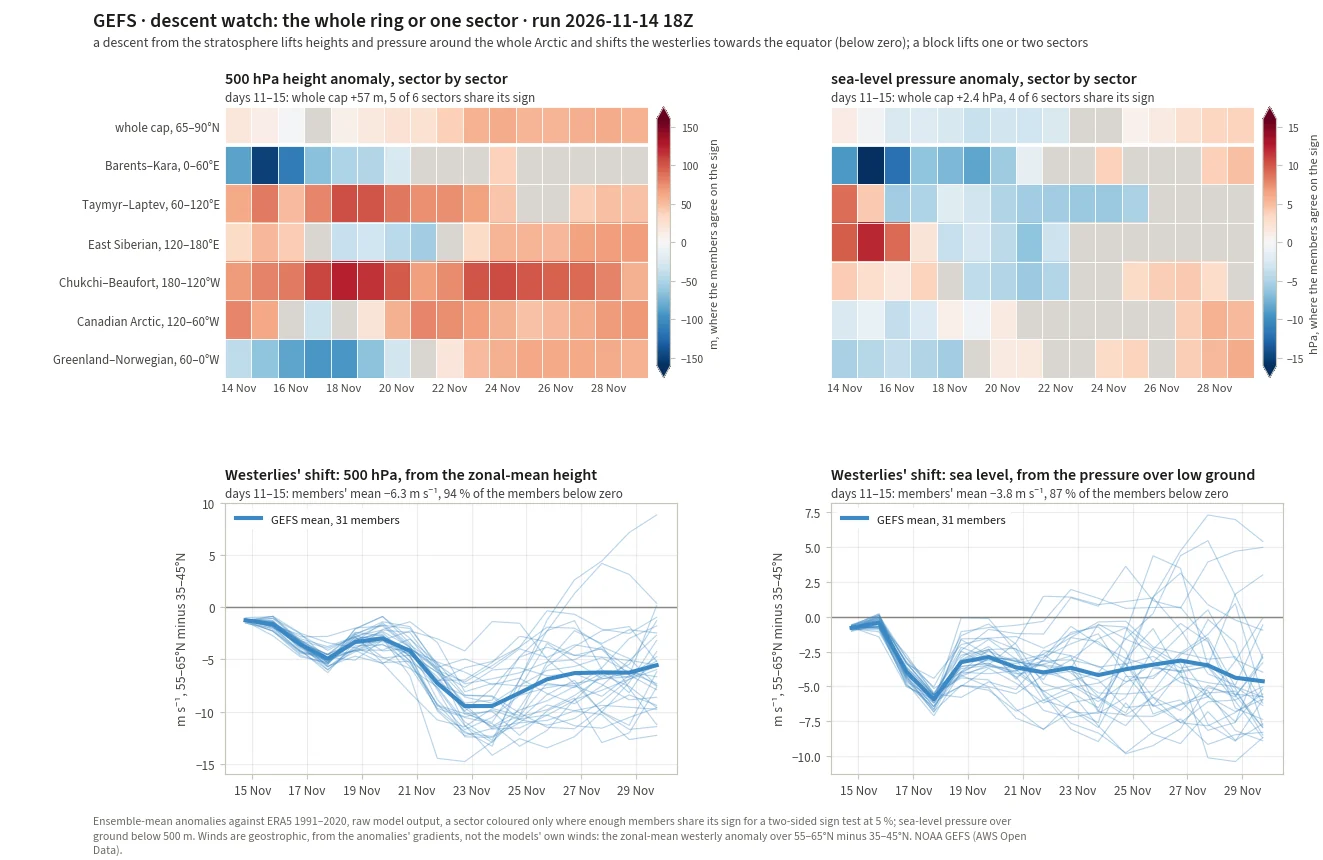 GEFS · descent watch: the whole ring or one sector · run 2026-11-14 18Z
a descent from the stratosphere lifts heights and pressure around the whole Arctic and shifts the westerlies towards the equator (below zero); a block lifts one or two sectors
500 hPa height anomaly, sector by sector
days 11–15: whole cap +57 m, 5 of 6 sectors share its sign
whole cap, 65–90°N
Barents–Kara, 0–60°E
Taymyr–Laptev, 60–120°E
East Siberian, 120–180°E
Chukchi–Beaufort, 180–120°W
Canadian Arctic, 120–60°W
Greenland–Norwegian, 60–0°W
14 Nov 16 Nov 18 Nov 20 Nov 22 Nov 24 Nov 26 Nov 28 Nov
150
100
50
0
−50
−100
−150
m, where the members agree on the sign
sea-level pressure anomaly, sector by sector
days 11–15: whole cap +2.4 hPa, 4 of 6 sectors share its sign
14 Nov 16 Nov 18 Nov 20 Nov 22 Nov 24 Nov 26 Nov 28 Nov
15
10
5
0
−5
−10
−15
hPa, where the members agree on the sign
Westerlies' shift: 500 hPa, from the zonal-mean height
days 11–15: members' mean −6.3 m s⁻¹, 94 % of the members below zero
GEFS mean, 31 members
10
5
0
−5
−10
−15
m s⁻¹, 55–65°N minus 35–45°N
15 Nov 17 Nov 19 Nov 21 Nov 23 Nov 25 Nov 27 Nov 29 Nov
Westerlies' shift: sea level, from the pressure over low ground
days 11–15: members' mean −3.8 m s⁻¹, 87 % of the members below zero
GEFS mean, 31 members
7.5
5.0
2.5
0.0
−2.5
−5.0
−7.5
−10.0
m s⁻¹, 55–65°N minus 35–45°N
15 Nov 17 Nov 19 Nov 21 Nov 23 Nov 25 Nov 27 Nov 29 Nov
Ensemble-mean anomalies against ERA5 1991–2020, raw model output, a sector coloured only where enough members share its sign for a two-sided sign test at 5 %; sea-level pressure over
ground below 500 m. Winds are geostrophic, from the anomalies' gradients, not the models' own winds: the zonal-mean westerly anomaly over 55–65°N minus 35–45°N. NOAA GEFS (AWS Open
Data).